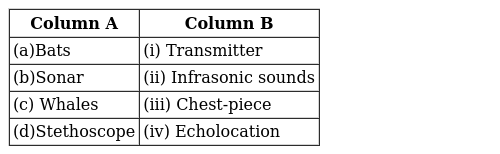 Column A Column B
(a)Bats (i) Transmitter
(b)Sonar (ii) Infrasonic sounds
(c) Whales (iii) Chest-piece
(d)Stethoscope (iv) Echolocation